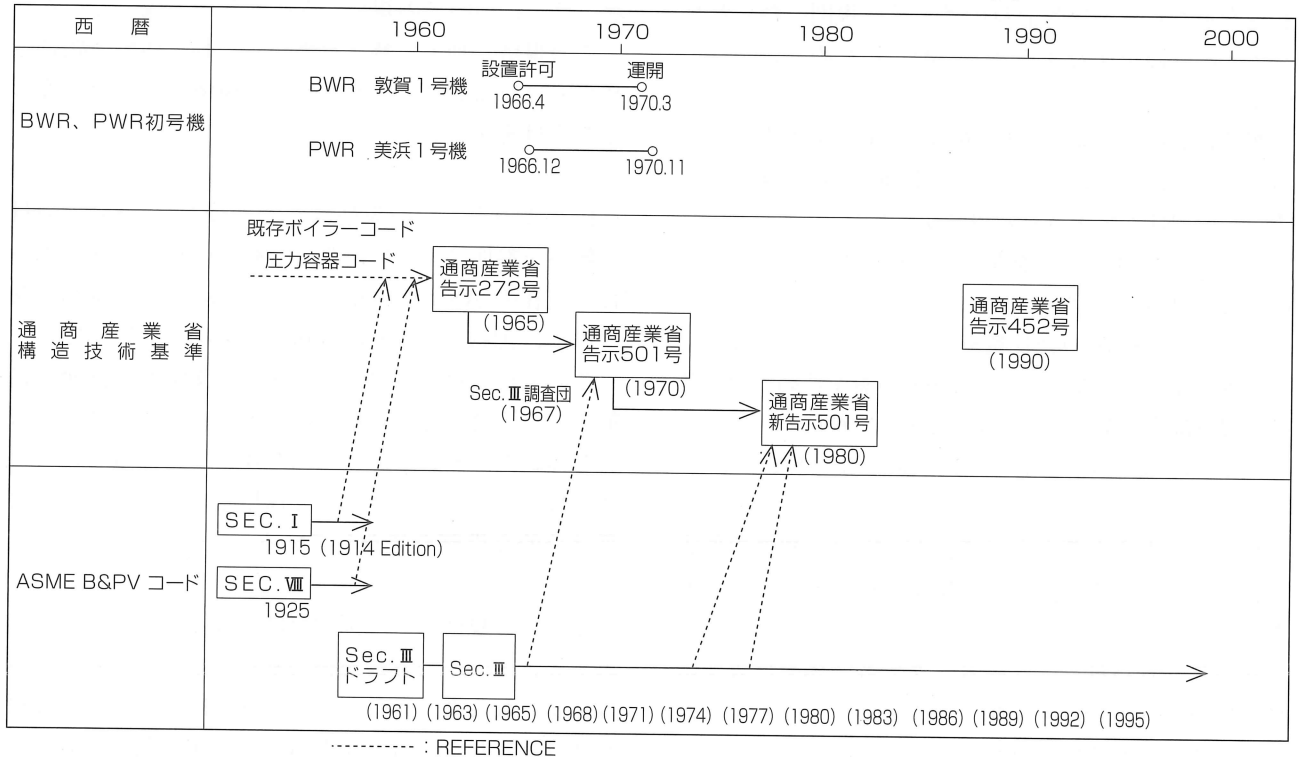 西暦
1960
1970
1980
1990
2000
BWR、PWR初号機
設置許可
運開
BWR 敦賀1号機
1966.4
1970.3
PWR 美浜1号機
1966.12
1970.11
通商産業省
構造技術基準
既存ボイラーコード
圧力容器コード
通商産業省
告示272号
(1965)
通商産業省
告示501号
(1970)
Sec.Ⅲ調査団
(1967)
通商産業省
新告示501号
(1980)
通商産業省
告示452号
(1990)
ASME B&PV コード
SEC.Ⅰ
1915 (1914 Edition)
SEC.Ⅷ
1925
Sec.Ⅲ
ドラフト
Sec.Ⅲ
(1961) (1963) (1965) (1968) (1971) (1974) (1977) (1980) (1983) (1986) (1989) (1992) (1995)
: REFERENCE